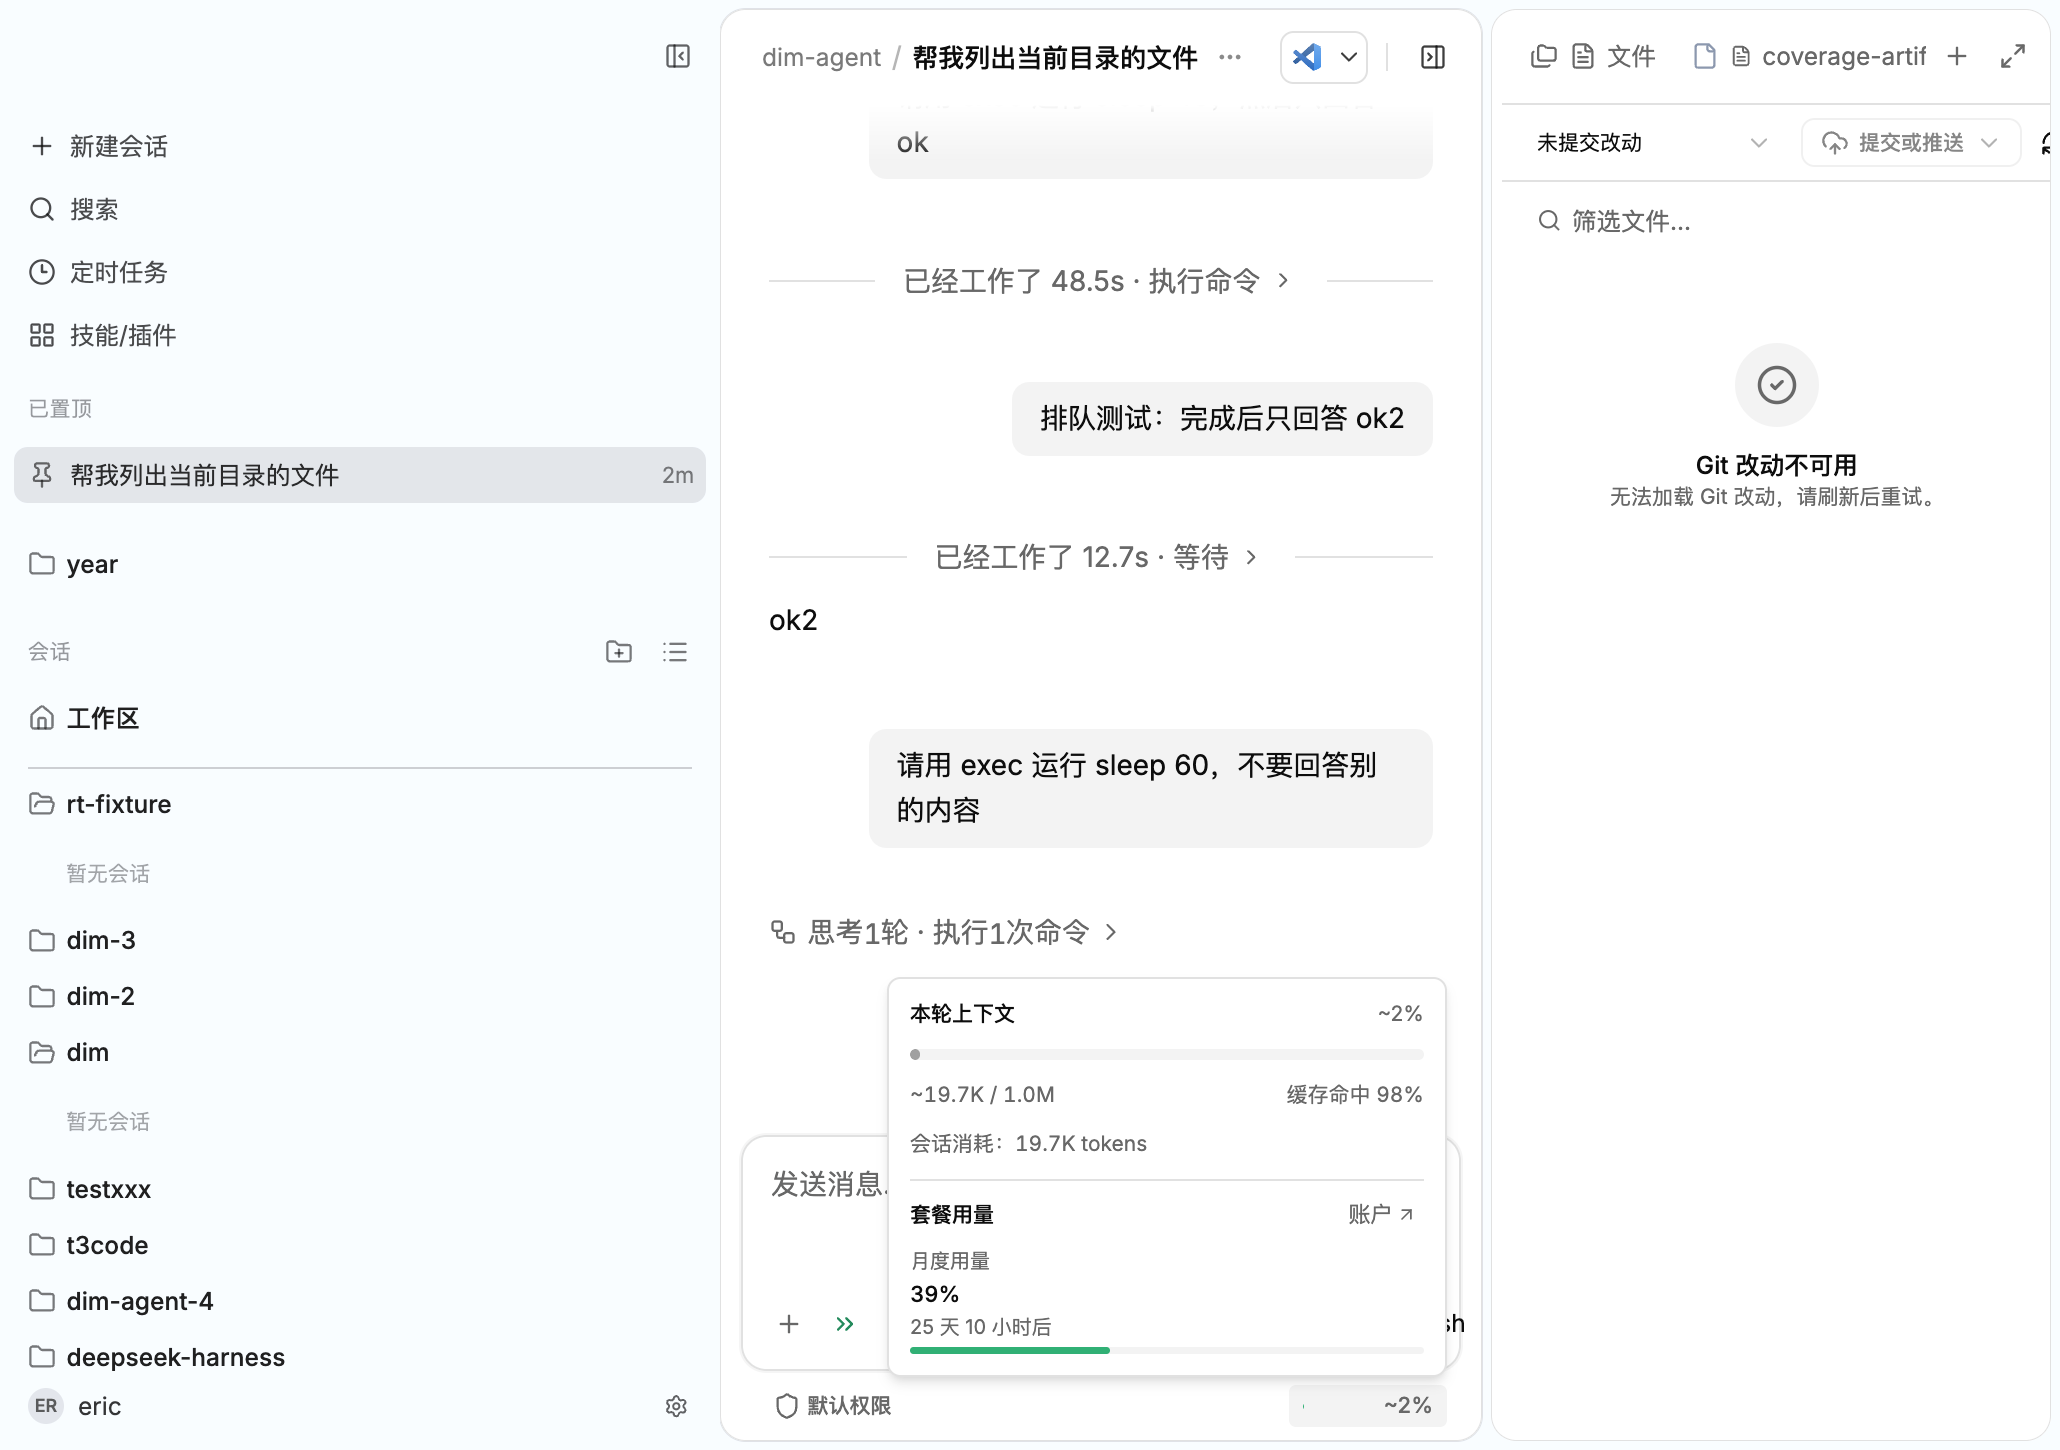 新建会话
搜索
定时任务
技能/插件
已置顶
帮我列出当前目录的文件 2m
year
会话
工作区
rt-fixture
暂无会话
dim-3
dim-2
dim
暂无会话
testxxx
t3code
dim-agent-4
deepseek-harness
ER eric
dim-agent / 帮我列出当前目录的文件 ···
ok
已经工作了 48.5s · 执行命令
排队测试：完成后只回答 ok2
已经工作了 12.7s · 等待
ok2
请用 exec 运行 sleep 60，不要回答别
的内容
思考1轮 · 执行1次命令
本轮上下文 ~2%
~19.7K / 1.0M 缓存命中 98%
会话消耗：19.7K tokens
套餐用量 账户
月度用量
39%
25 天 10 小时后
发送消息
sh
默认权限 ~2%
文件 coverage-artif
未提交改动 提交或推送
筛选文件...
Git 改动不可用
无法加载 Git 改动，请刷新后重试。